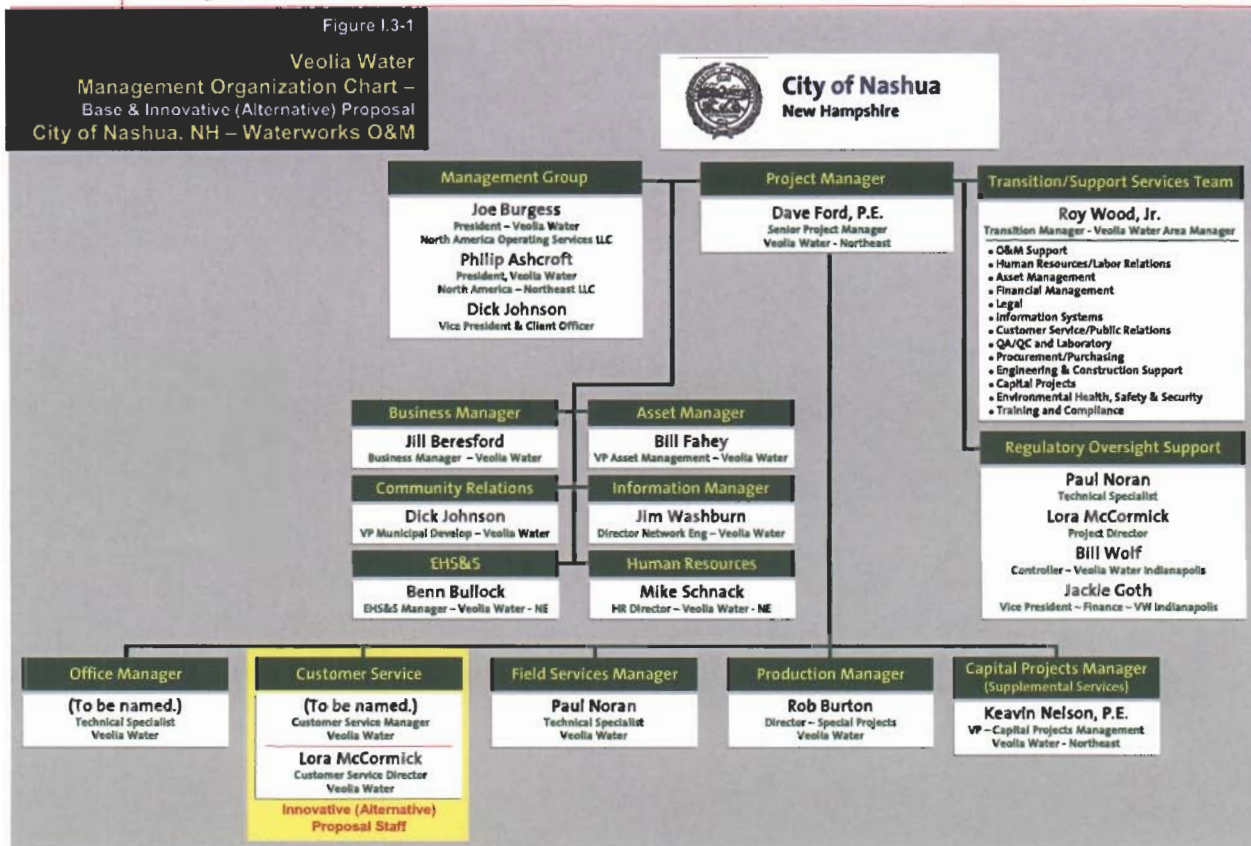 Figure I.3-1
Veolia Water
Management Organization Chart –
Base & Innovative (Alternative) Proposal
City of Nashua, NH – Waterworks O&M
City of Nashua
New Hampshire
Management Group
Joe Burgess
President – Veolia Water
North America Operating Services LLC
Philip Ashcroft
President, Veolia Water
North America – Northeast LLC
Dick Johnson
Vice President & Client Officer
Project Manager
Dave Ford, P.E.
Senior Project Manager
Veolia Water - Northeast
Transition/Support Services Team
Roy Wood, Jr.
Transition Manager - Veolia Water Area Manager
• O&M Support
• Human Resources/Labor Relations
• Asset Management
• Financial Management
• Legal
• Information Systems
• Customer Service/Public Relations
• QA/QC and Laboratory
• Procurement/Purchasing
• Engineering & Construction Support
• Capital Projects
• Environmental Health, Safety & Security
• Training and Compliance
Business Manager
Jill Beresford
Business Manager – Veolia Water
Asset Manager
Bill Fahey
VP Asset Management – Veolia Water
Community Relations
Dick Johnson
VP Municipal Develop – Veolia Water
Information Manager
Jim Washburn
Director Network Eng – Veolia Water
EHS&S
Benn Bullock
EHS&S Manager – Veolia Water - NE
Human Resources
Mike Schnack
HR Director – Veolia Water - NE
Regulatory Oversight Support
Paul Noran
Technical Specialist
Lora McCormick
Project Director
Bill Wolf
Controller – Veolia Water Indianapolis
Jackie Goth
Vice President – Finance – VW Indianapolis
Office Manager
(To be named.)
Technical Specialist
Veolia Water
Customer Service
(To be named.)
Customer Service Manager
Veolia Water
Lora McCormick
Customer Service Director
Veolia Water
Innovative (Alternative)
Proposal Staff
Field Services Manager
Paul Noran
Technical Specialist
Veolia Water
Production Manager
Rob Burton
Director – Special Projects
Veolia Water
Capital Projects Manager
(Supplemental Services)
Keavin Nelson, P.E.
VP – Capital Projects Management
Veolia Water - Northeast